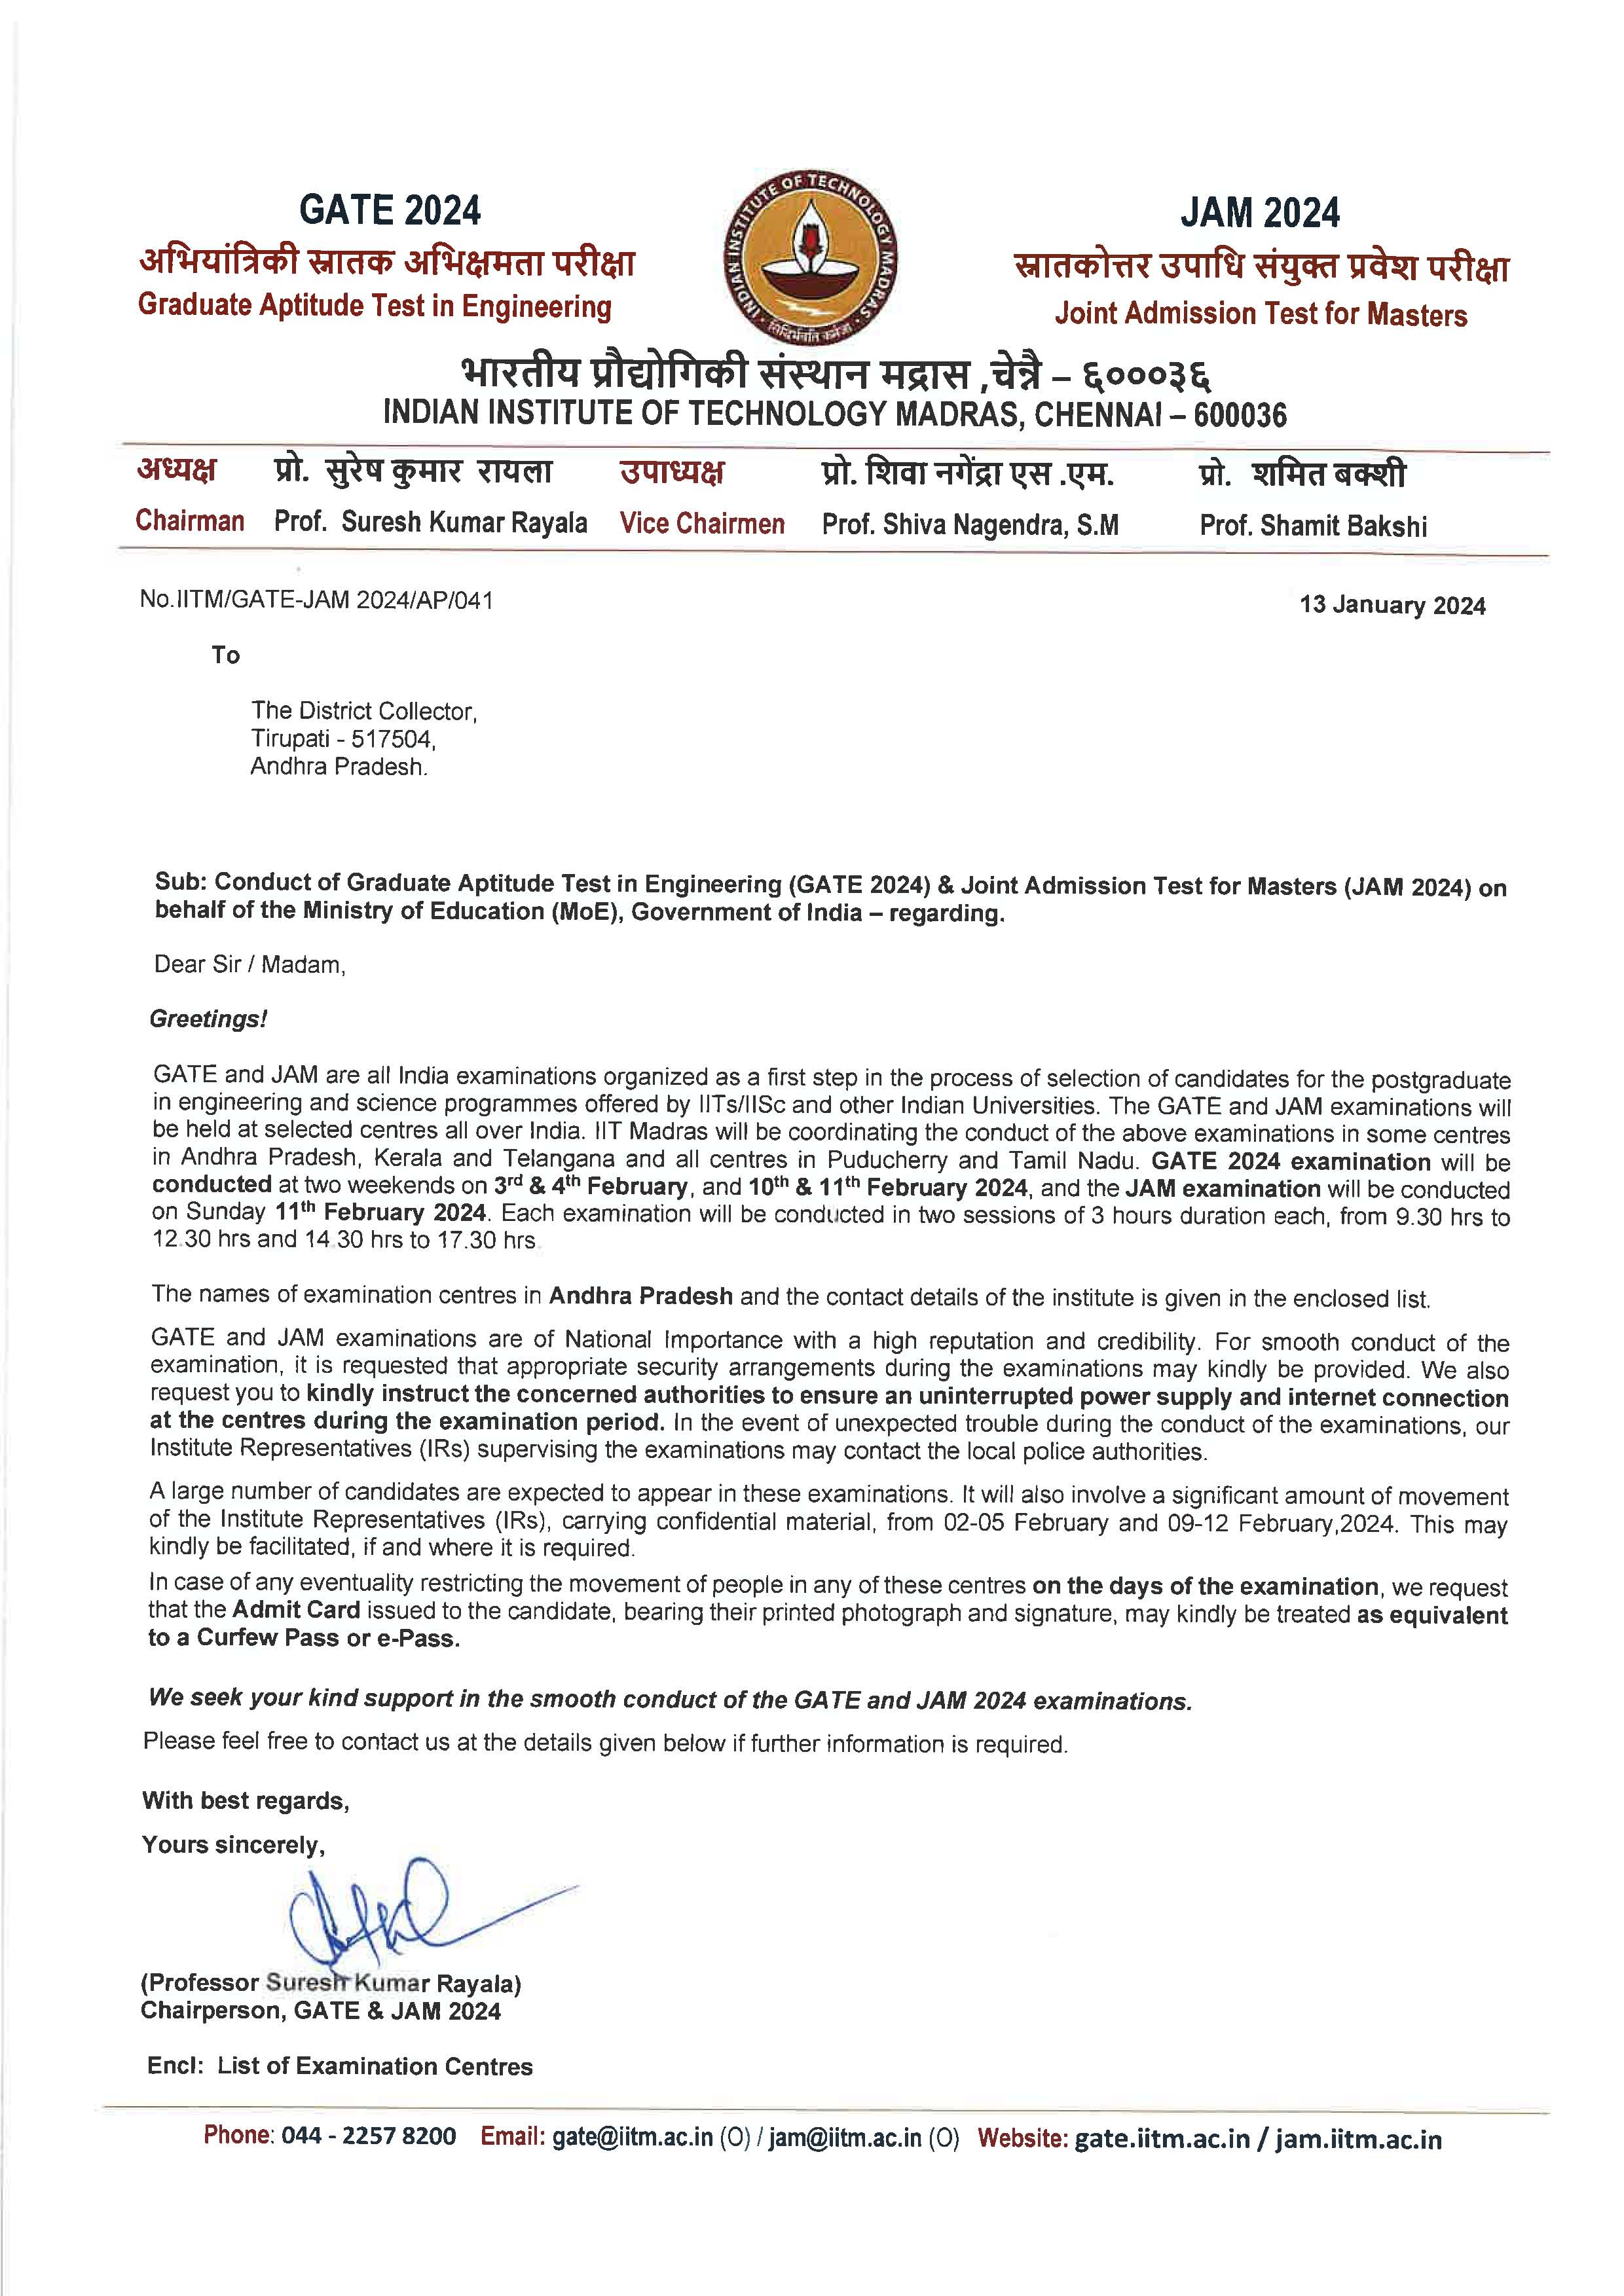 GATE 2024
अभियांत्रिकी स्नातक अभिक्षमता परीक्षा
Graduate Aptitude Test in Engineering
INDIAN INSTITUTE OF TECHNOLOGY MADRAS
सिद्धिर्भवति कर्मजा
JAM 2024
स्नातकोत्तर उपाधि संयुक्त प्रवेश परीक्षा
Joint Admission Test for Masters
भारतीय प्रौद्योगिकी संस्थान मद्रास ,चेन्नै – ६०००३६
INDIAN INSTITUTE OF TECHNOLOGY MADRAS, CHENNAI – 600036
अध्यक्ष प्रो. सुरेष कुमार रायला उपाध्यक्ष प्रो. शिवा नगेंद्रा एस .एम. प्रो. शमित बक्शी
Chairman Prof. Suresh Kumar Rayala Vice Chairmen Prof. Shiva Nagendra, S.M Prof. Shamit Bakshi
No.IITM/GATE-JAM 2024/AP/041 13 January 2024
To
The District Collector,
Tirupati - 517504,
Andhra Pradesh.
Sub: Conduct of Graduate Aptitude Test in Engineering (GATE 2024) & Joint Admission Test for Masters (JAM 2024) on
behalf of the Ministry of Education (MoE), Government of India – regarding.
Dear Sir / Madam,
Greetings!
GATE and JAM are all India examinations organized as a first step in the process of selection of candidates for the postgraduate
in engineering and science programmes offered by IITs/IISc and other Indian Universities. The GATE and JAM examinations will
be held at selected centres all over India. IIT Madras will be coordinating the conduct of the above examinations in some centres
in Andhra Pradesh, Kerala and Telangana and all centres in Puducherry and Tamil Nadu. GATE 2024 examination will be
conducted at two weekends on 3rd & 4th February, and 10th & 11th February 2024, and the JAM examination will be conducted
on Sunday 11th February 2024. Each examination will be conducted in two sessions of 3 hours duration each, from 9.30 hrs to
12.30 hrs and 14.30 hrs to 17.30 hrs.
The names of examination centres in Andhra Pradesh and the contact details of the institute is given in the enclosed list.
GATE and JAM examinations are of National Importance with a high reputation and credibility. For smooth conduct of the
examination, it is requested that appropriate security arrangements during the examinations may kindly be provided. We also
request you to kindly instruct the concerned authorities to ensure an uninterrupted power supply and internet connection
at the centres during the examination period. In the event of unexpected trouble during the conduct of the examinations, our
Institute Representatives (IRs) supervising the examinations may contact the local police authorities.
A large number of candidates are expected to appear in these examinations. It will also involve a significant amount of movement
of the Institute Representatives (IRs), carrying confidential material, from 02-05 February and 09-12 February,2024. This may
kindly be facilitated, if and where it is required.
In case of any eventuality restricting the movement of people in any of these centres on the days of the examination, we request
that the Admit Card issued to the candidate, bearing their printed photograph and signature, may kindly be treated as equivalent
to a Curfew Pass or e-Pass.
We seek your kind support in the smooth conduct of the GATE and JAM 2024 examinations.
Please feel free to contact us at the details given below if further information is required.
With best regards,
Yours sincerely,
(Professor Suresh Kumar Rayala)
Chairperson, GATE & JAM 2024
Encl: List of Examination Centres
Phone: 044 - 2257 8200 Email: gate@iitm.ac.in (O) / jam@iitm.ac.in (O) Website: gate.iitm.ac.in / jam.iitm.ac.in